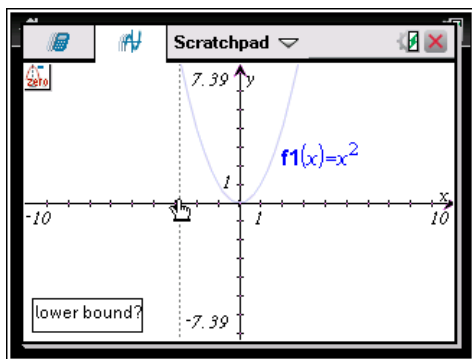 Scratchpad
zero
7.39
y
f1(x)=x²
1
x
-10
1
10
lower bound?
-7.39